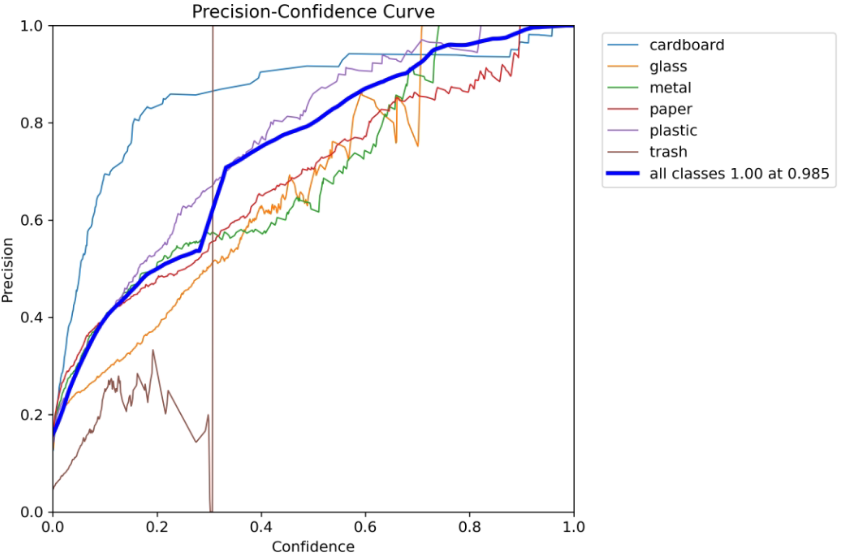 Precision-Confidence Curve
1.0
0.8
0.6
0.4
0.2
0.0
Precision
0.0 0.2 0.4 0.6 0.8 1.0
Confidence
cardboard
glass
metal
paper
plastic
trash
all classes 1.00 at 0.985